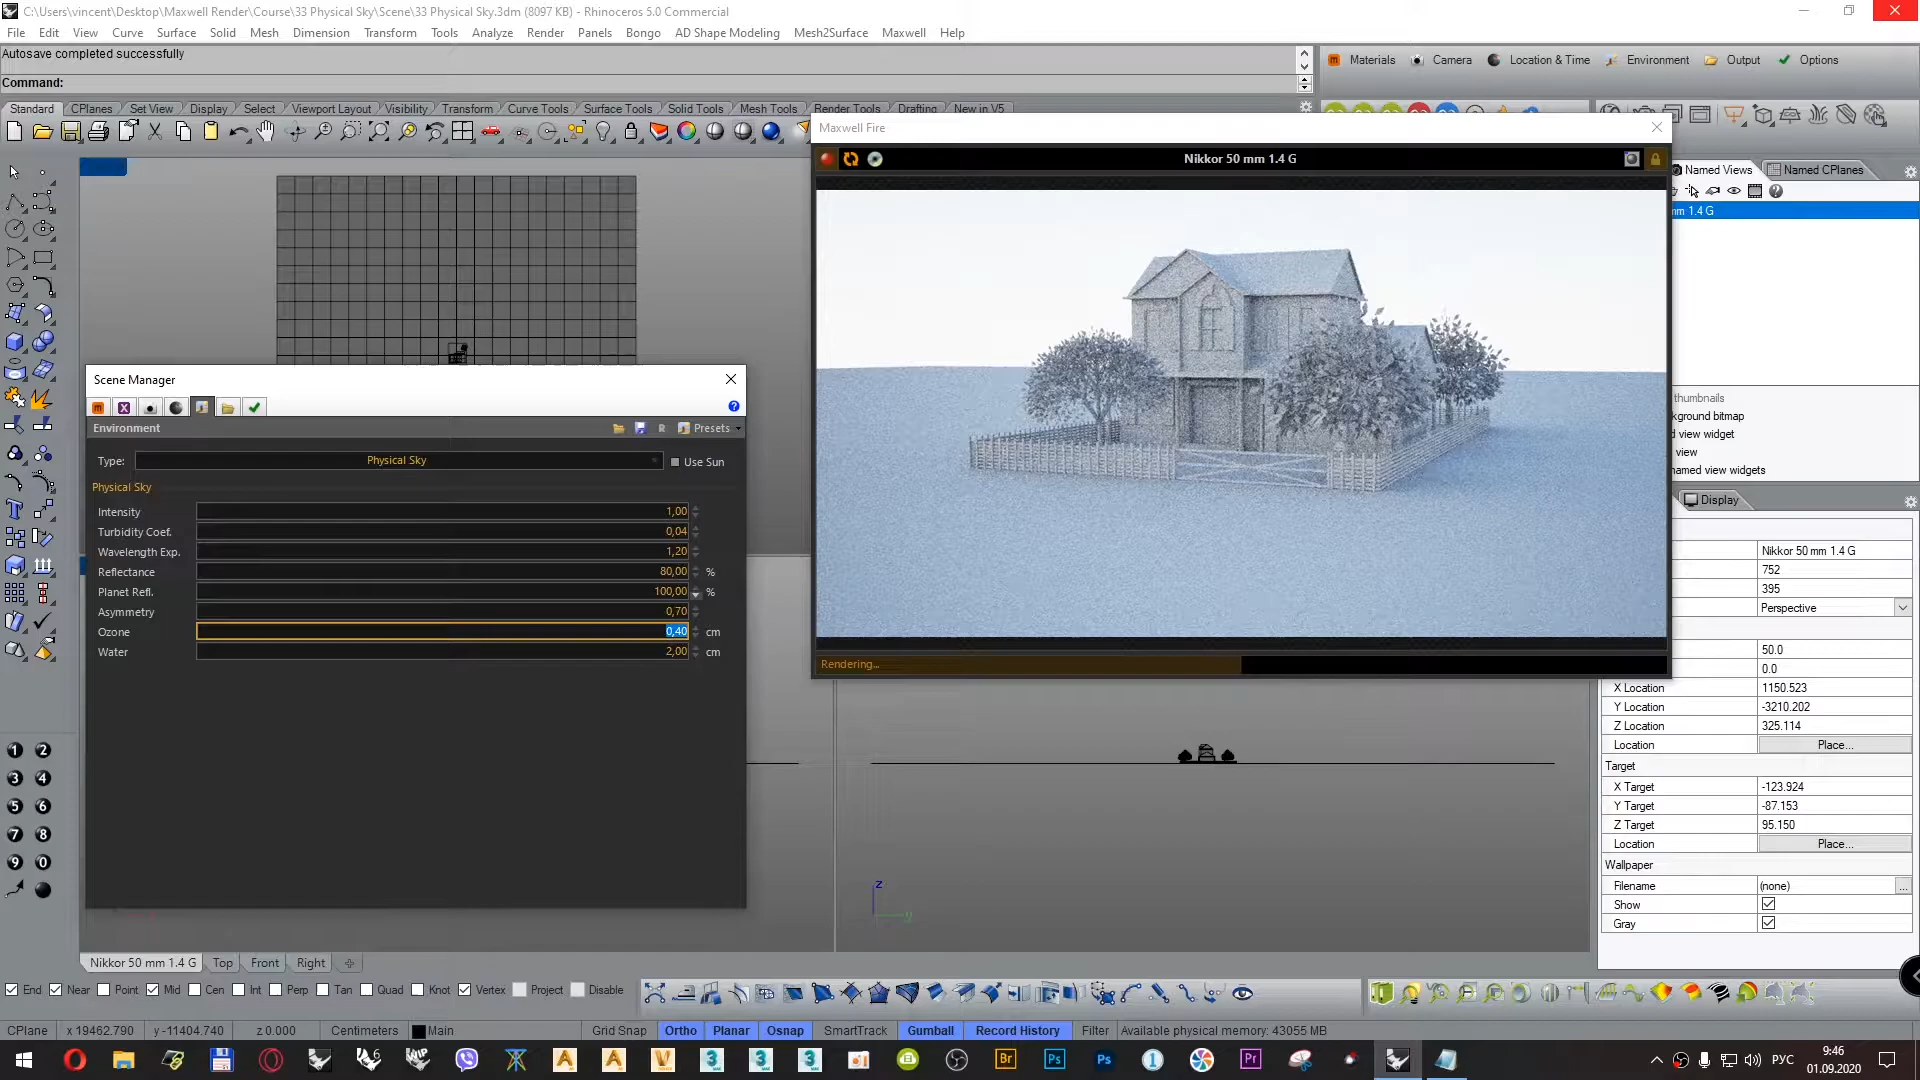 C:\Users\vincent\Desktop\Maxwell Render\Course\33 Physical Sky\Scene\33 Physical Sky.3dm (8097 KB) - Rhinoceros 5.0 Commercial
File Edit View Curve Surface Solid Mesh Dimension Transform Tools Analyze Render Panels Bongo AD Shape Modeling Mesh2Surface Maxwell Help
Autosave completed successfully
Command:
Materials Camera Location & Time Environment Output Options
Standard CPlanes Set View Display Select Viewport Layout Visibility Transform Curve Tools Surface Tools Solid Tools Mesh Tools Render Tools Drafting New in V5
Maxwell Fire
Nikkor 50 mm 1.4 G
Named Views Named CPlanes
mm 1.4 G
Scene Manager
Environment
Presets
Type: Physical Sky Use Sun
Physical Sky
Intensity 1,00
Turbidity Coef. 0,04
Wavelength Exp. 1,20
Reflectance 80,00 %
Planet Refl. 100,00 %
Asymmetry 0,70
Ozone 0,40 cm
Water 2,00 cm
Rendering...
thumbnails
kground bitmap
d view widget
view
named view widgets
Display
Nikkor 50 mm 1.4 G
752
395
Perspective
50.0
0.0
X Location 1150.523
Y Location -3210.202
Z Location 325.114
Location Place...
Target
X Target -123.924
Y Target -87.153
Z Target 95.150
Location Place...
Wallpaper
Filename (none) ...
Show
Gray
1 2
3 4
5 6
7 8
9 0
z
y
Nikkor 50 mm 1.4 G Top Front Right
End Near Point Mid Cen Int Perp Tan Quad Knot Vertex Project Disable
CPlane x 19462.790 y -11404.740 z 0.000 Centimeters Main Grid Snap Ortho Planar Osnap SmartTrack Gumball Record History Filter Available physical memory: 43055 MB
РУС
9:46
01.09.2020